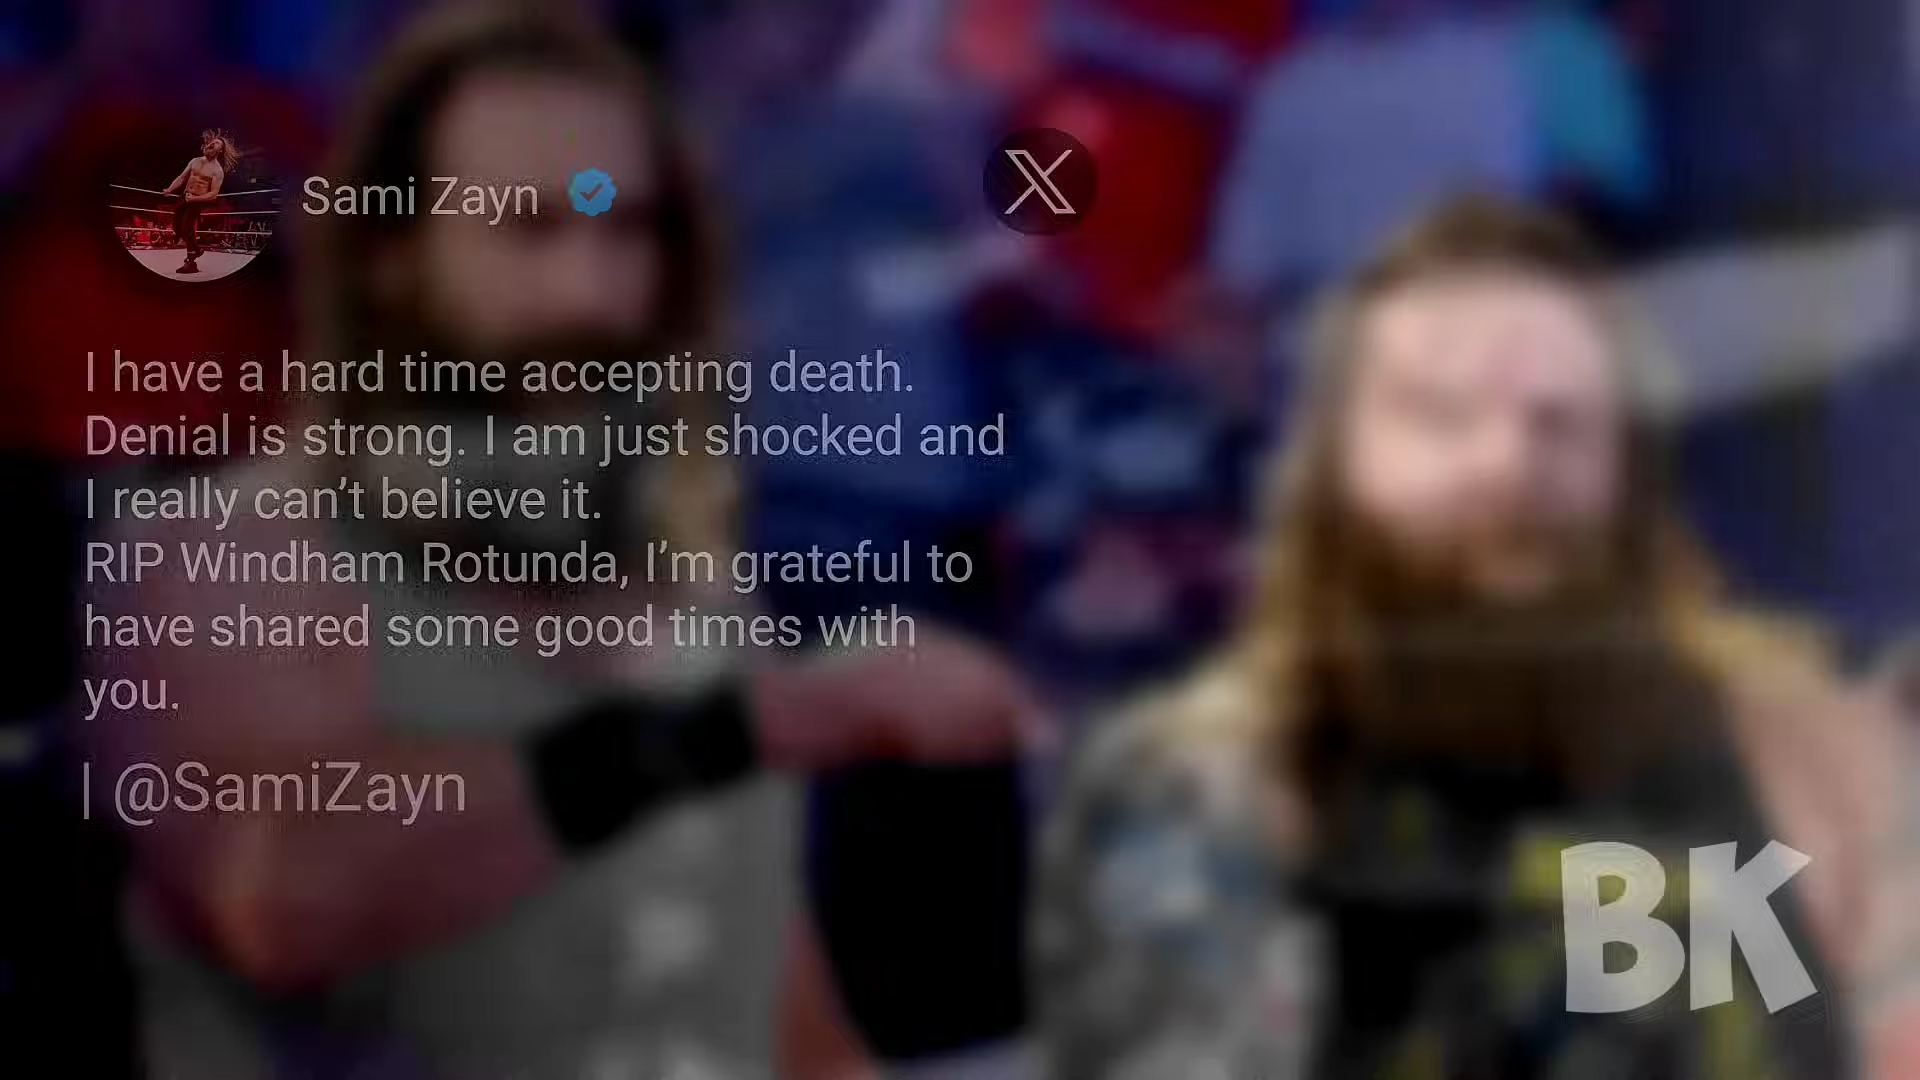 Sami Zayn
I have a hard time accepting death.
Denial is strong. I am just shocked and
I really can’t believe it.
RIP Windham Rotunda, I’m grateful to
have shared some good times with
you.
| @SamiZayn
BK